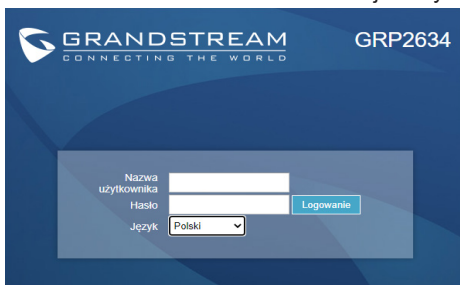 GRANDSTREAM
CONNECTING THE WORLD
GRP2634
Nazwa
użytkownika
Hasło
Logowanie
Język
Polski